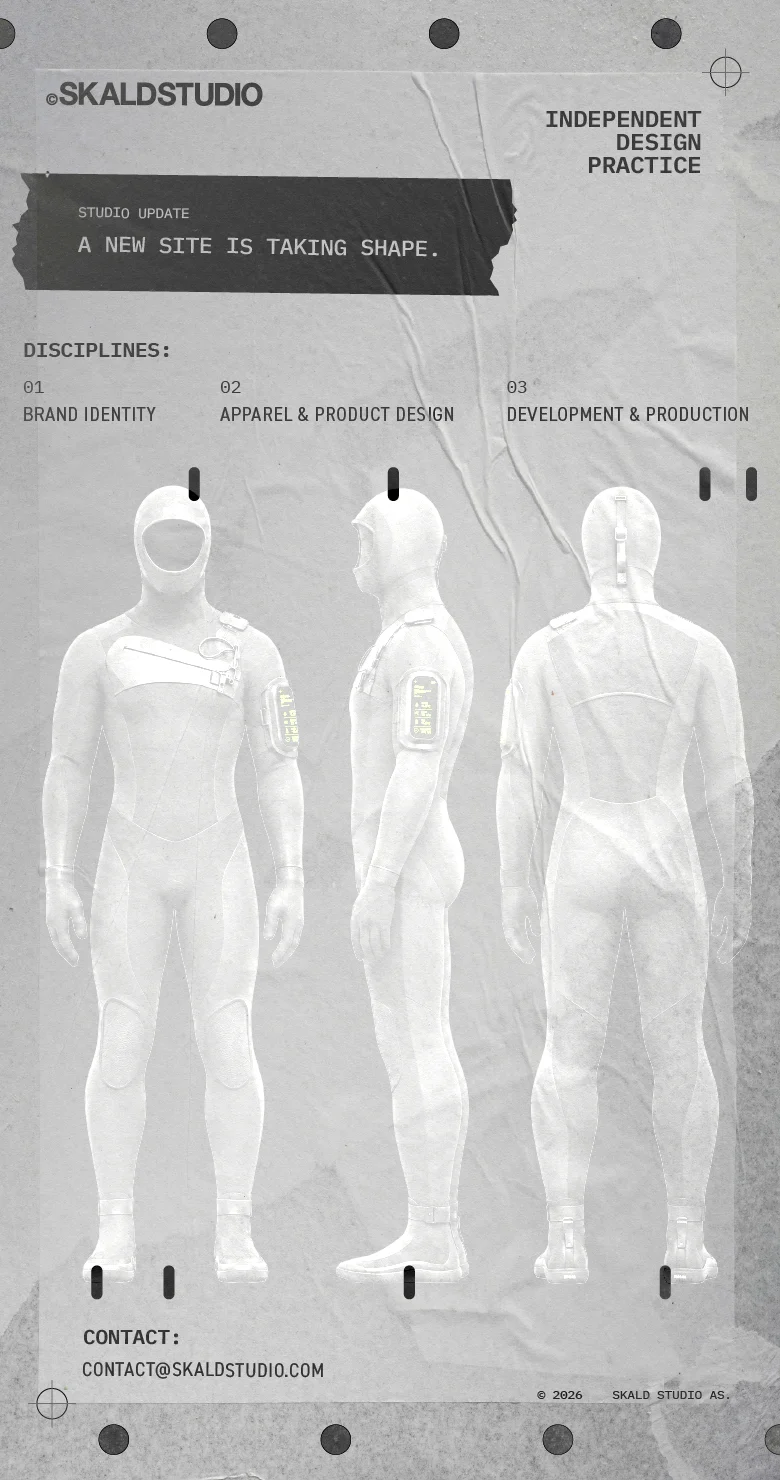 ©SKALDSTUDIO
INDEPENDENT
DESIGN
PRACTICE
STUDIO UPDATE
A NEW SITE IS TAKING SHAPE.
DISCIPLINES:
01
BRAND IDENTITY
02
APPAREL & PRODUCT DESIGN
03
DEVELOPMENT & PRODUCTION
CONTACT:
CONTACT@SKALDSTUDIO.COM
© 2026 SKALD STUDIO AS.